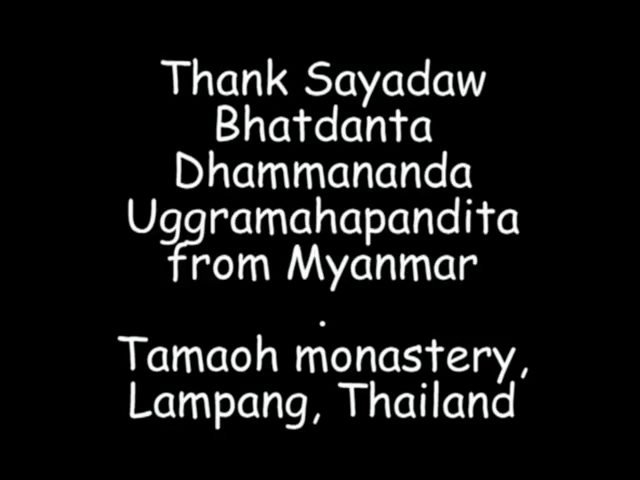 Thank Sayadaw
Bhatdanta
Dhammananda
Uggramahapandita
from Myanmar
.
Tamaoh monastery,
Lampang, Thailand